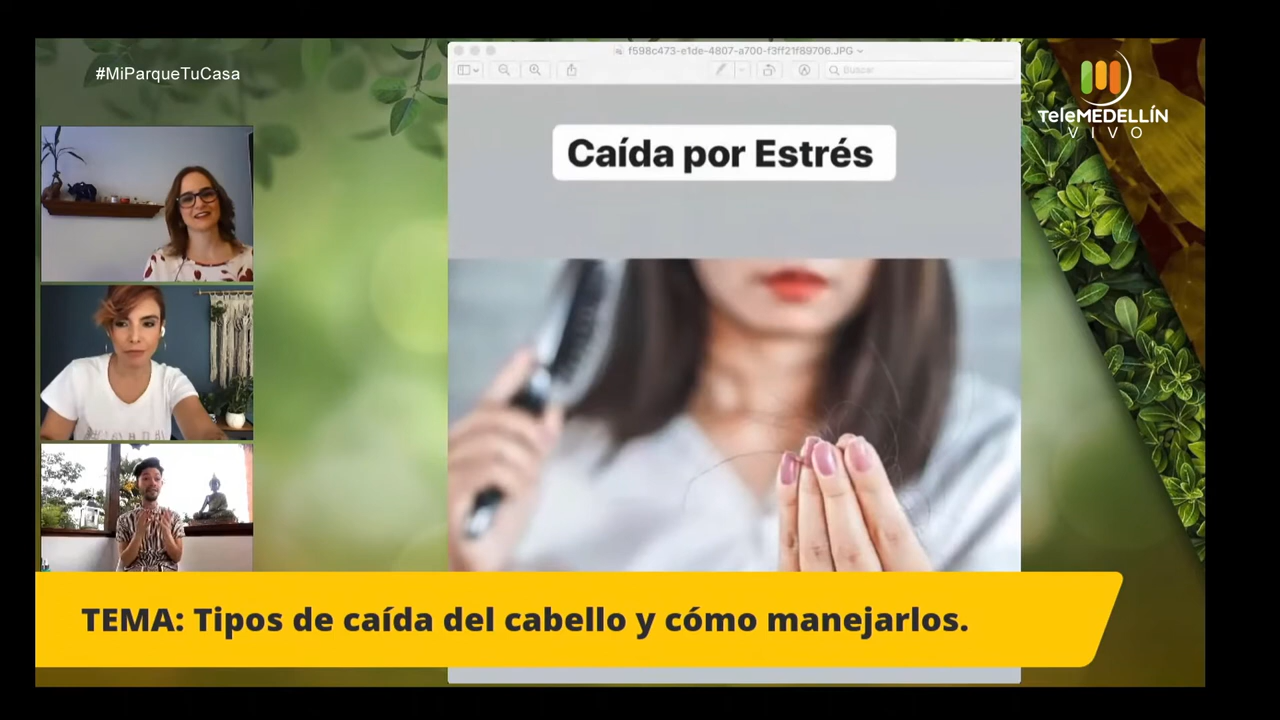 #MiParqueTuCasa
f598c473-e1de-4807-a700-f3ff21f89706.JPG
Buscar
Caída por Estrés
TeleMEDELLÍN
VIVO
TEMA: Tipos de caída del cabello y cómo manejarlos.